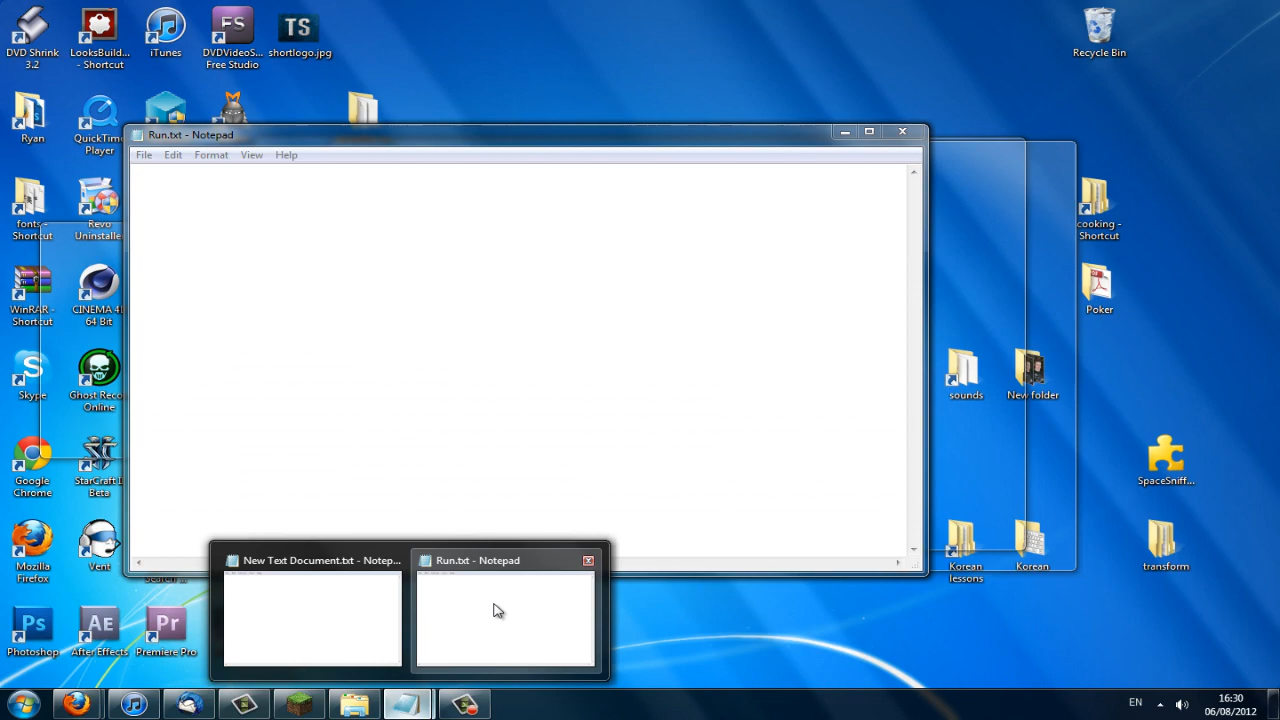 DVD Shrink
3.2
LooksBuild...
- Shortcut
iTunes
FS
DVDVideoS...
Free Studio
TS
shortlogo.jpg
Recycle Bin
Ryan
QuickTime
Player
Run.txt - Notepad
File Edit Format View Help
fonts -
Shortcut
Revo
Uninstaller
cooking -
Shortcut
WinRAR -
Shortcut
CINEMA 4D
64 Bit
Poker
Skype
Ghost Reco
Online
sounds
New folder
Google
Chrome
StarCraft II
Beta
SpaceSniff...
Mozilla
Firefox
Vent
Korean
lessons
Korean
transform
New Text Document.txt - Notep...
Run.txt - Notepad
Ps
Photoshop
AE
After Effects
Pr
Premiere Pro
EN
16:30
06/08/2012